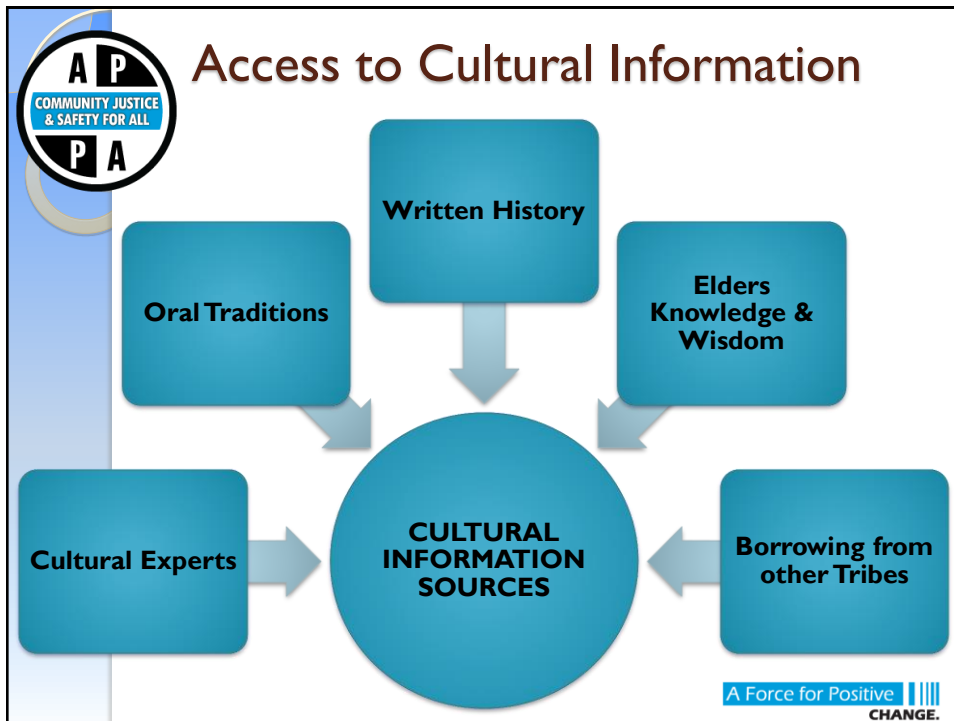 A P
COMMUNITY JUSTICE
& SAFETY FOR ALL
P A
Access to Cultural Information
Written History
Oral Traditions
Elders
Knowledge &
Wisdom
Cultural Experts
CULTURAL
INFORMATION
SOURCES
Borrowing from
other Tribes
A Force for Positive
CHANGE.